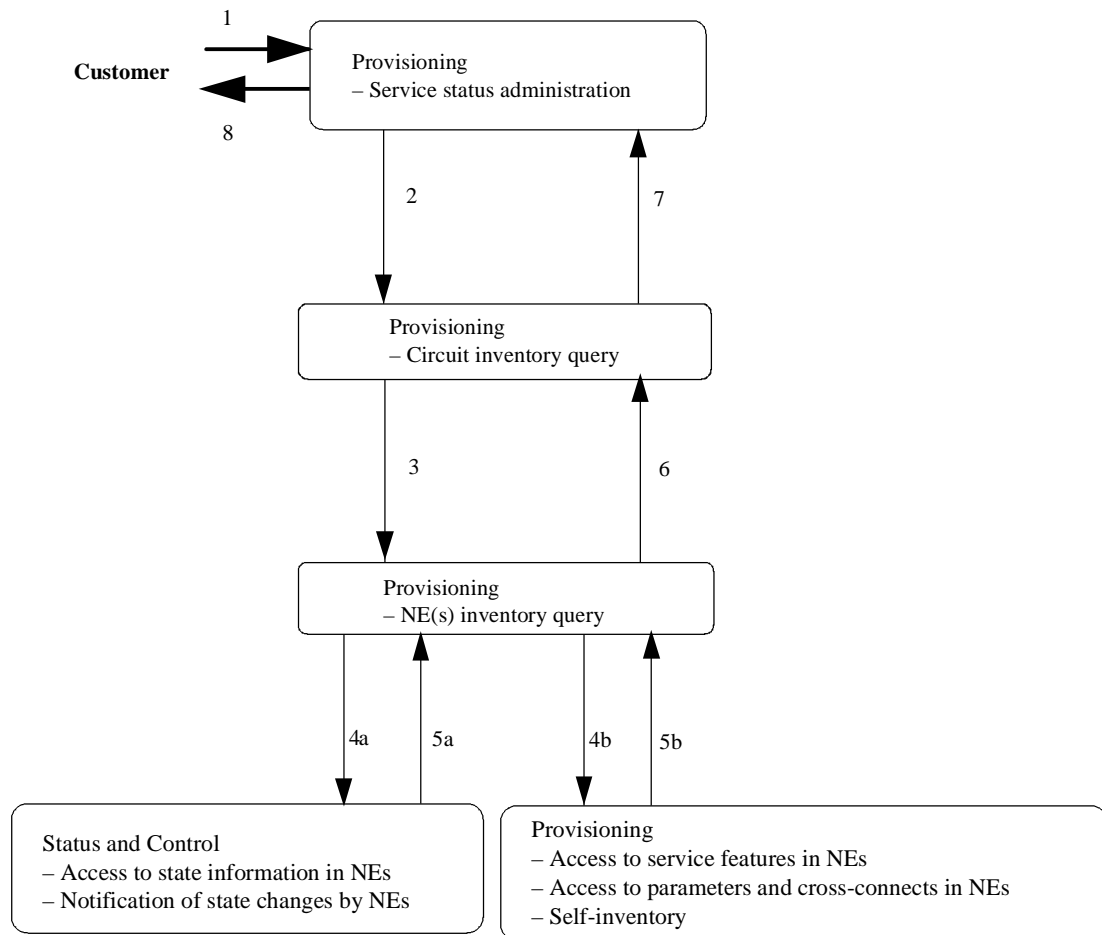 1
Customer
8
Provisioning
– Service status administration
2
7
Provisioning
– Circuit inventory query
3
6
Provisioning
– NE(s) inventory query
4a
5a
4b
5b
Status and Control
– Access to state information in NEs
– Notification of state changes by NEs
Provisioning
– Access to service features in NEs
– Access to parameters and cross-connects in NEs
– Self-inventory